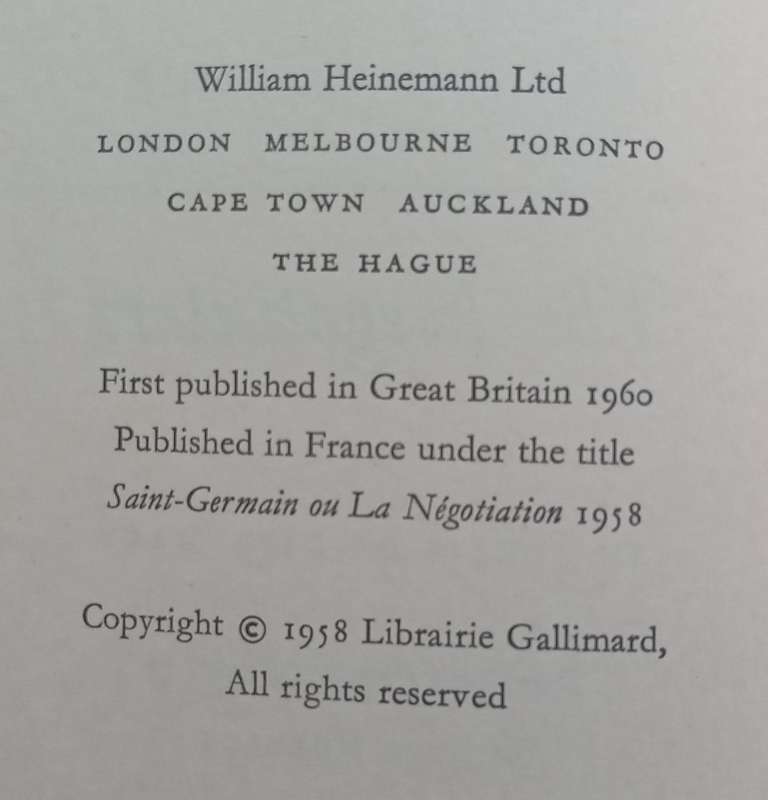 William Heinemann Ltd
LONDON MELBOURNE TORONTO
CAPE TOWN AUCKLAND
THE HAGUE
First published in Great Britain 1960
Published in France under the title
Saint-Germain ou La Négotiation 1958
Copyright © 1958 Librairie Gallimard,
All rights reserved